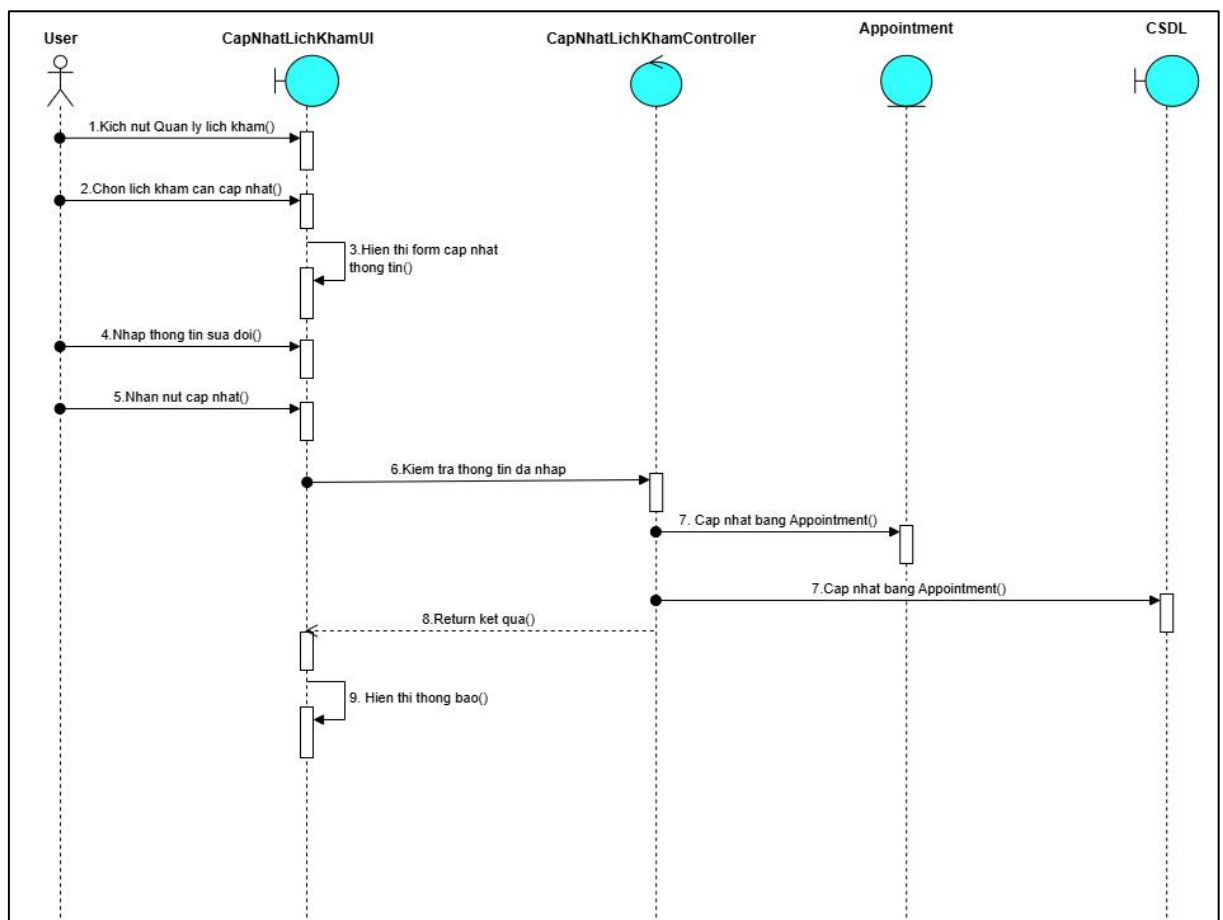 User
CapNhatLichKhamUI
CapNhatLichKhamController
Appointment
CSDL
1.Kich nut Quan ly lich kham()
2.Chon lich kham can cap nhat()
3.Hien thi form cap nhat
thong tin()
4.Nhap thong tin sua doi()
5.Nhan nut cap nhat()
6.Kiem tra thong tin da nhap
7. Cap nhat bang Appointment()
7.Cap nhat bang Appointment()
8.Return ket qua()
9. Hien thi thong bao()